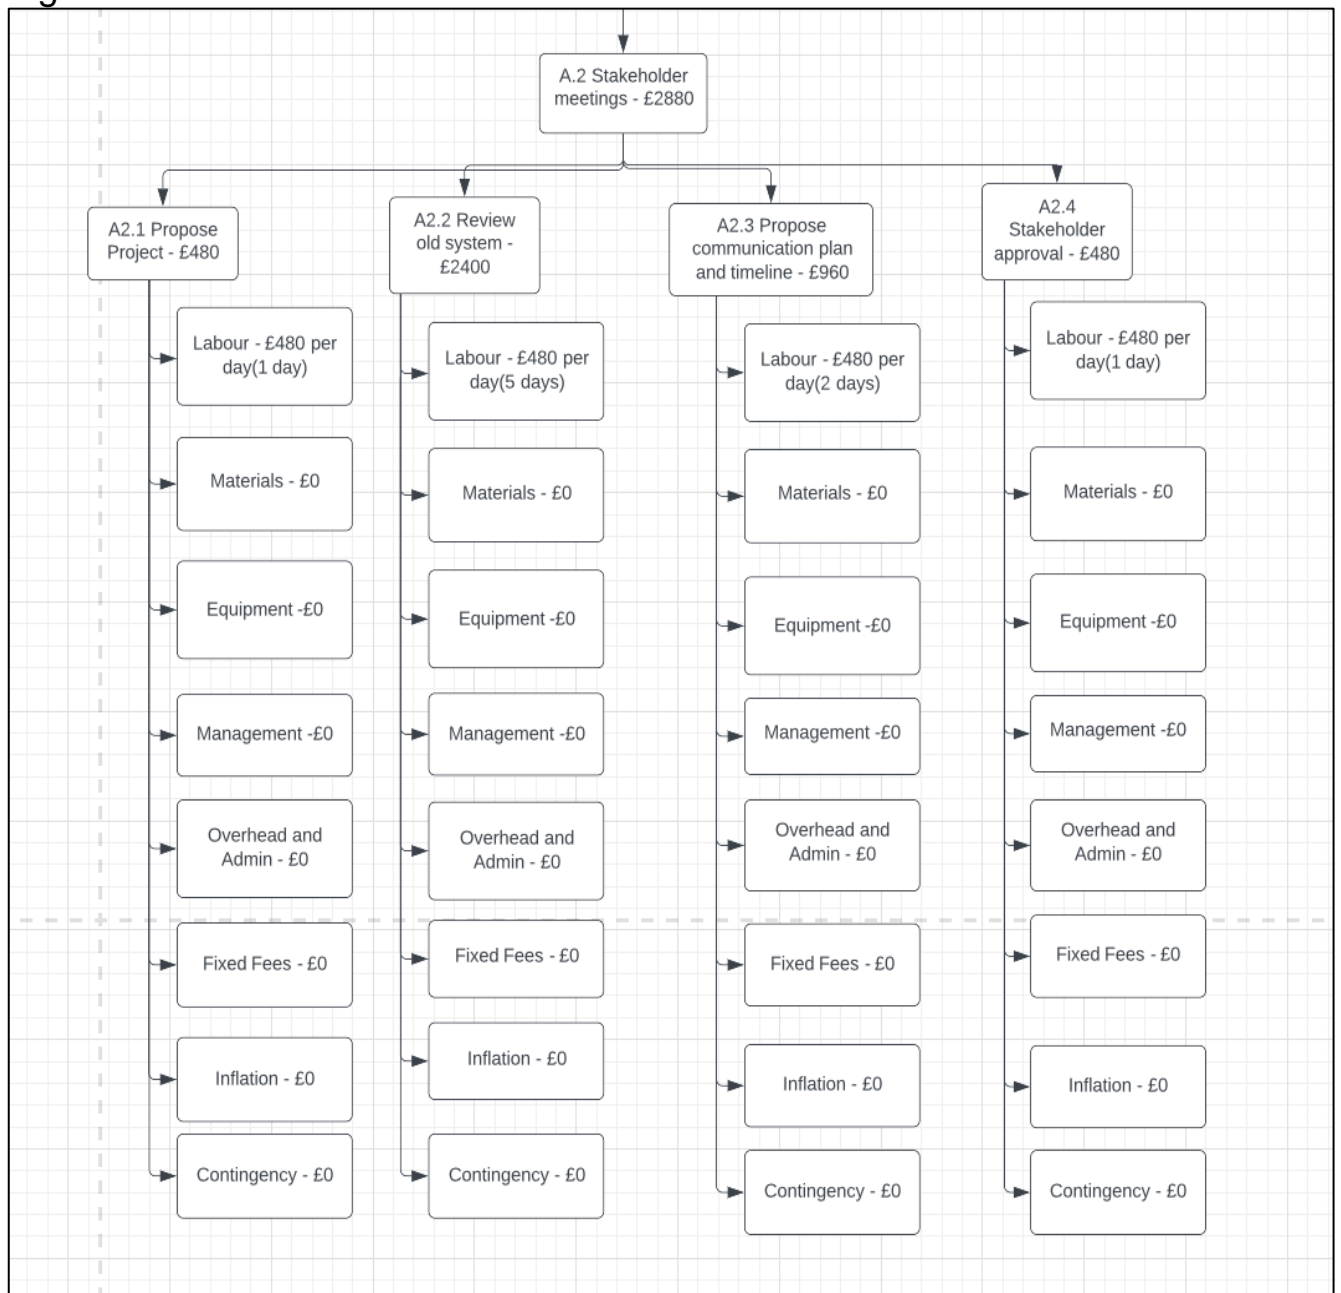 A.2 Stakeholder
meetings - £2880
A2.1 Propose
Project - £480
A2.2 Review
old system -
£2400
A2.3 Propose
communication plan
and timeline - £960
A2.4
Stakeholder
approval - £480
Labour - £480 per
day(1 day)
Materials - £0
Equipment -£0
Management -£0
Overhead and
Admin - £0
Fixed Fees - £0
Inflation - £0
Contingency - £0
Labour - £480 per
day(5 days)
Materials - £0
Equipment -£0
Management -£0
Overhead and
Admin - £0
Fixed Fees - £0
Inflation - £0
Contingency - £0
Labour - £480 per
day(2 days)
Materials - £0
Equipment -£0
Management -£0
Overhead and
Admin - £0
Fixed Fees - £0
Inflation - £0
Contingency - £0
Labour - £480 per
day(1 day)
Materials - £0
Equipment -£0
Management -£0
Overhead and
Admin - £0
Fixed Fees - £0
Inflation - £0
Contingency - £0